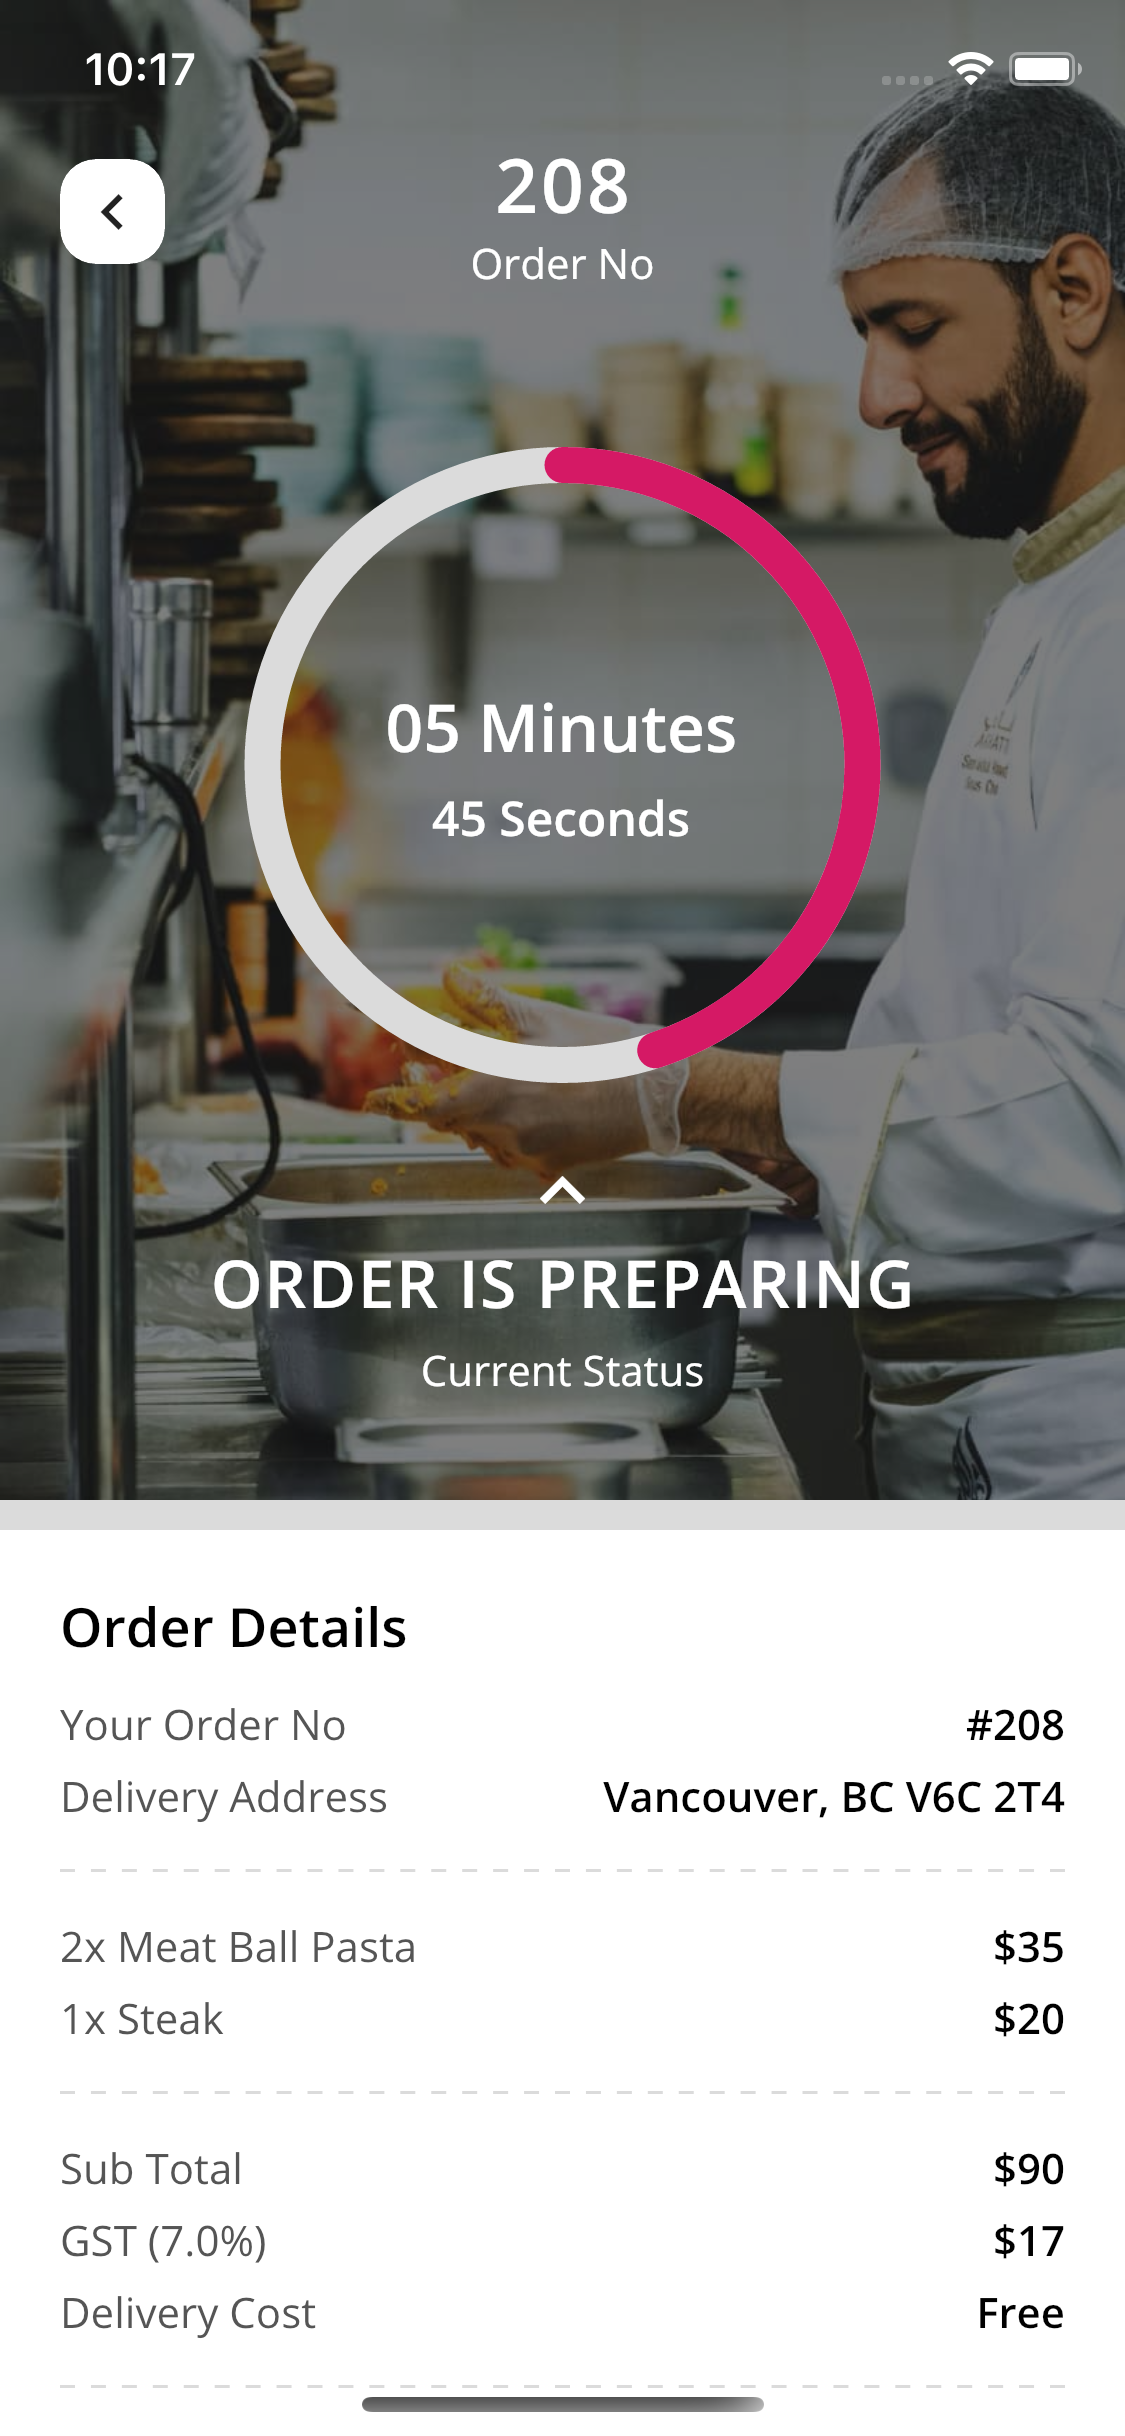 10:17
208
Order No
05 Minutes
45 Seconds
ORDER IS PREPARING
Current Status
Order Details
Your Order No #208
Delivery Address Vancouver, BC V6C 2T4
2x Meat Ball Pasta $35
1x Steak $20
Sub Total $90
GST (7.0%) $17
Delivery Cost Free